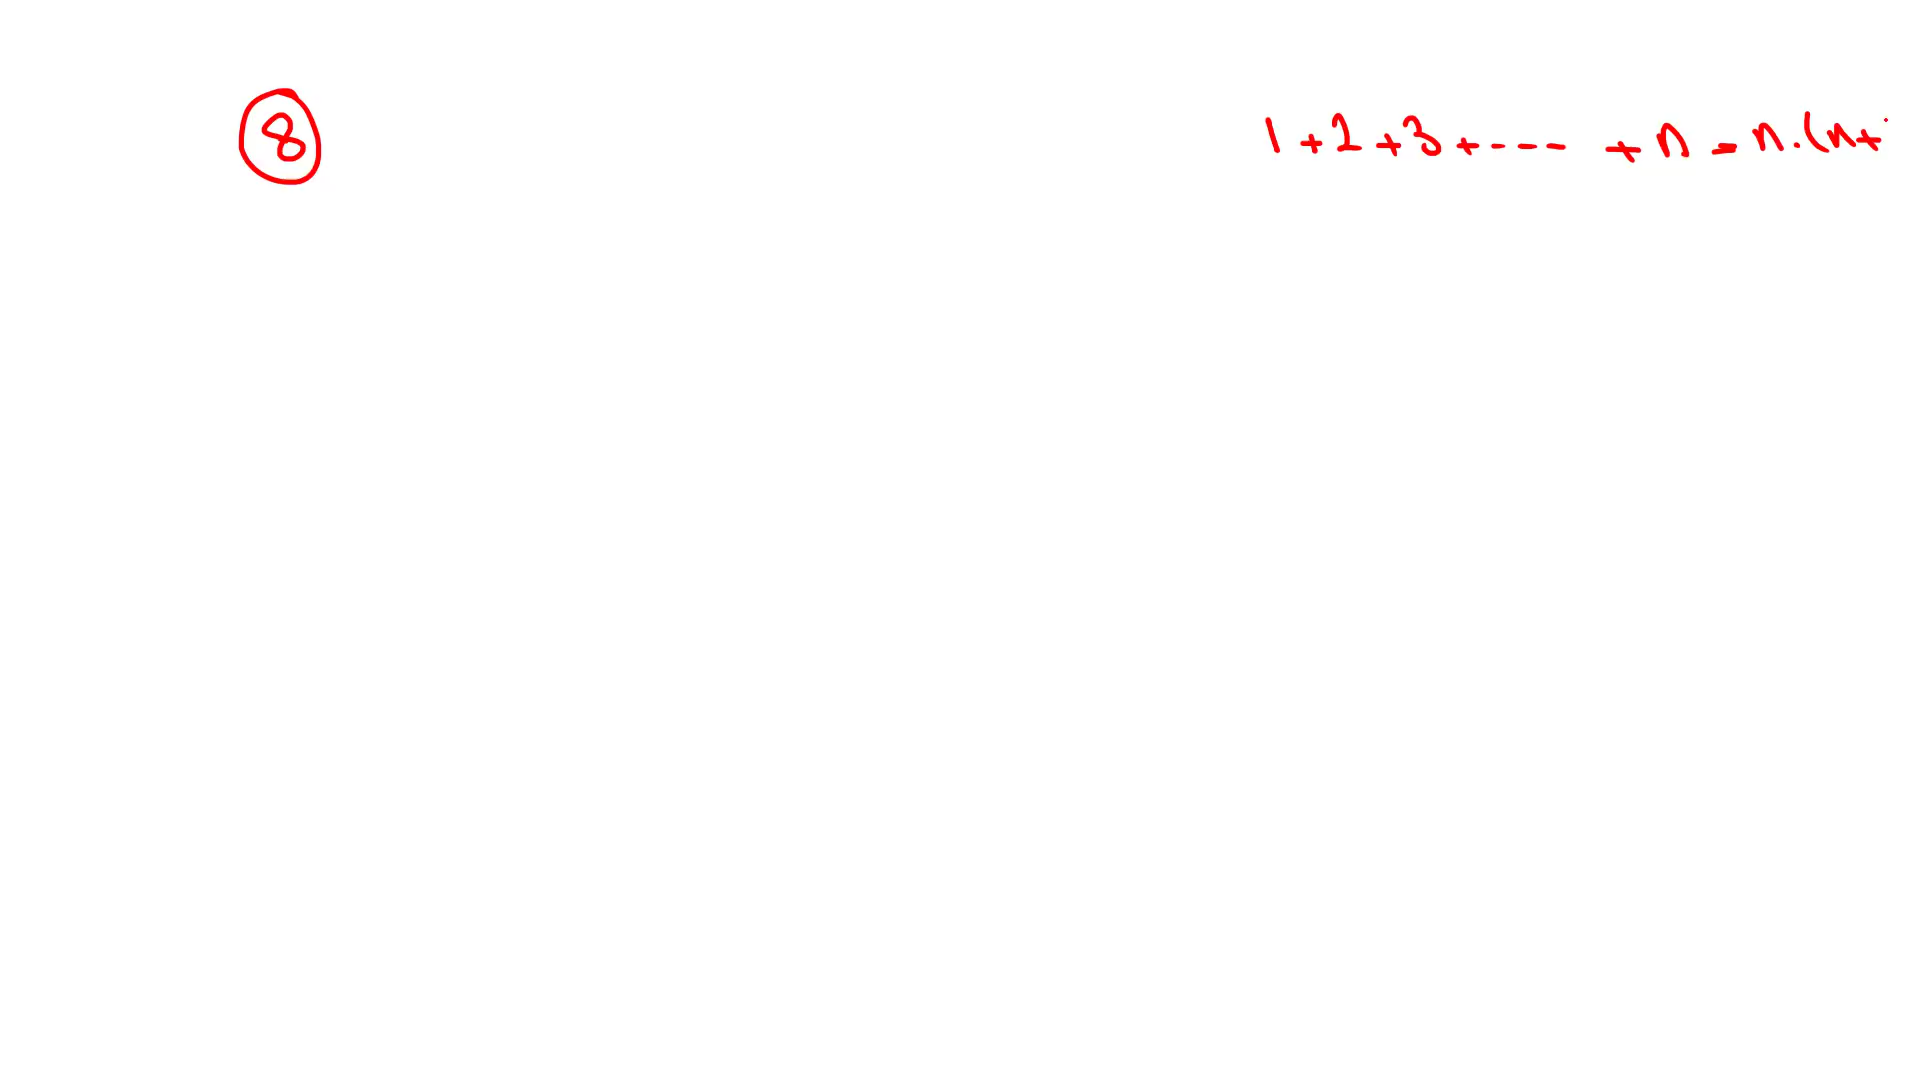 8
1+2+3+---- +n=n.(n+